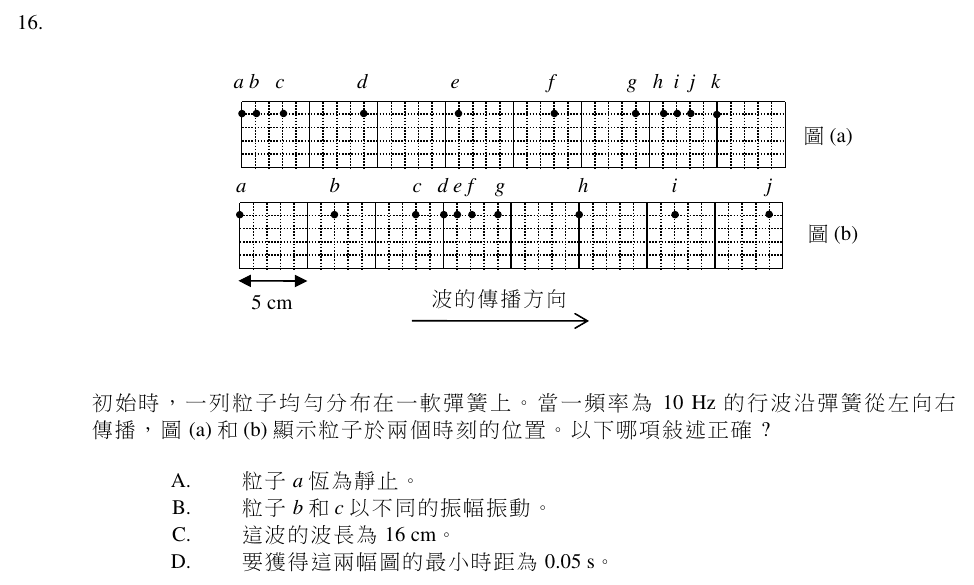 16.
a b c d e f g h i j k
圖 (a)
a b c d e f g h i j
圖 (b)
5 cm
波的傳播方向
初始時，一列粒子均勻分布在一軟彈簧上。當一頻率為 10 Hz 的行波沿彈簧從左向右
傳播，圖 (a) 和 (b) 顯示粒子於兩個時刻的位置。以下哪項敍述正確？
A. 粒子 a 恆為靜止。
B. 粒子 b 和 c 以不同的振幅振動。
C. 這波的波長為 16 cm。
D. 要獲得這兩幅圖的最小時距為 0.05 s。